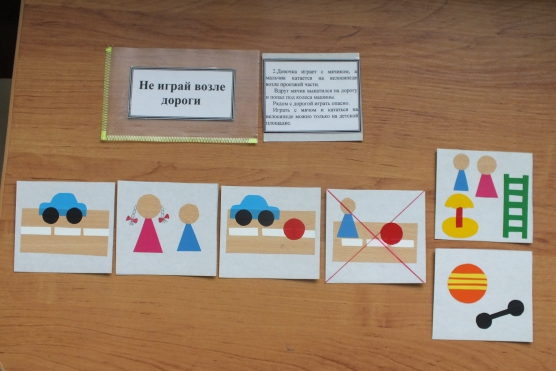 Не играй возле
дороги
2.Девочка играет с мячиком, а
мальчик катается на велосипеде
возле проезжей части.
Вдруг мячик выкатился на дорогу
и попал под колеса машины.
Рядом с дорогой играть опасно.
Играть с мячом и кататься на
велосипеде можно только на детской
площадке.